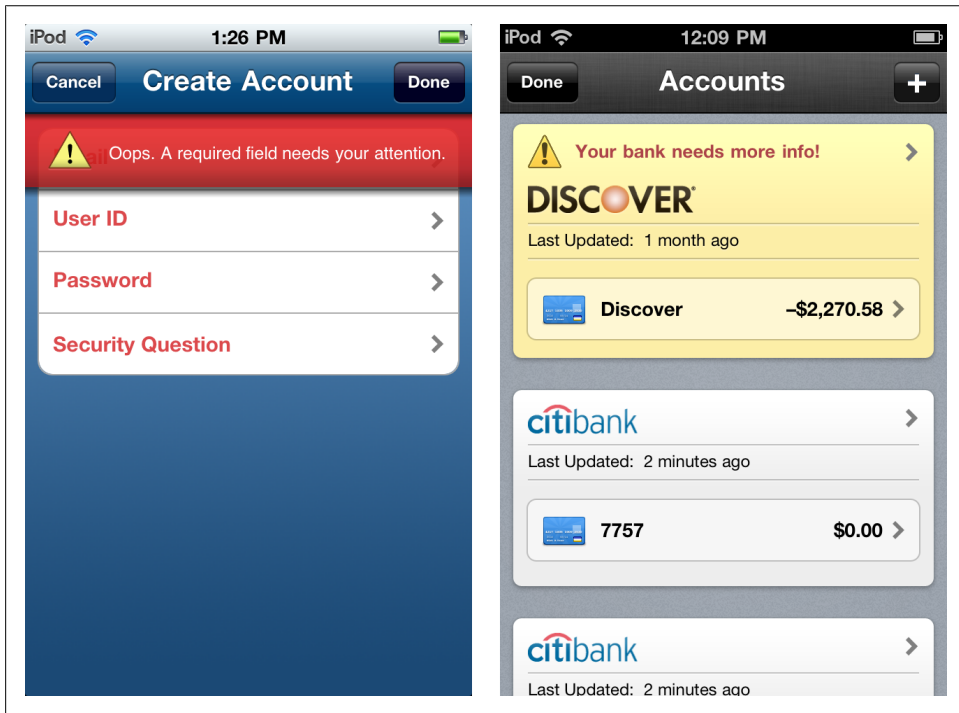 iPod 1:26 PM
Cancel Create Account Done
Oops. A required field needs your attention.
User ID
Password
Security Question
iPod 12:09 PM
Done Accounts +
Your bank needs more info!
DISCOVER
Last Updated: 1 month ago
Discover –$2,270.58
citibank
Last Updated: 2 minutes ago
7757 $0.00
citibank
Last Updated: 2 minutes ago